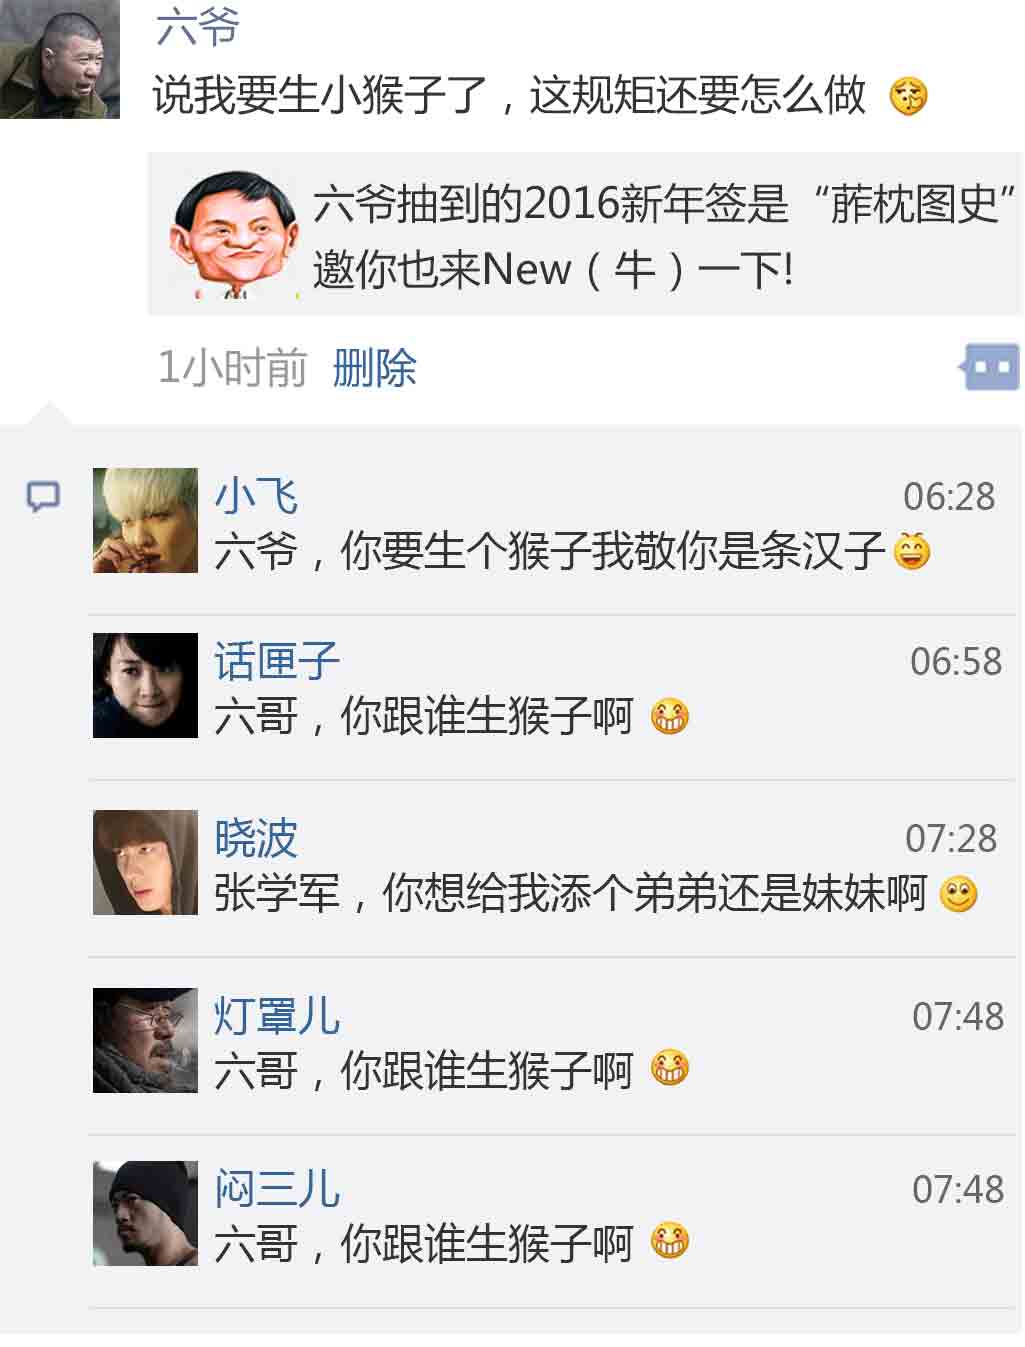 六爷
说我要生小猴子了，这规矩还要怎么做
六爷抽到的2016新年签是“葄枕图史”
邀你也来New（牛）一下!
1小时前 删除
小飞 06:28
六爷，你要生个猴子我敬你是条汉子
话匣子 06:58
六哥，你跟谁生猴子啊
晓波 07:28
张学军，你想给我添个弟弟还是妹妹啊
灯罩儿 07:48
六哥，你跟谁生猴子啊
闷三儿 07:48
六哥，你跟谁生猴子啊